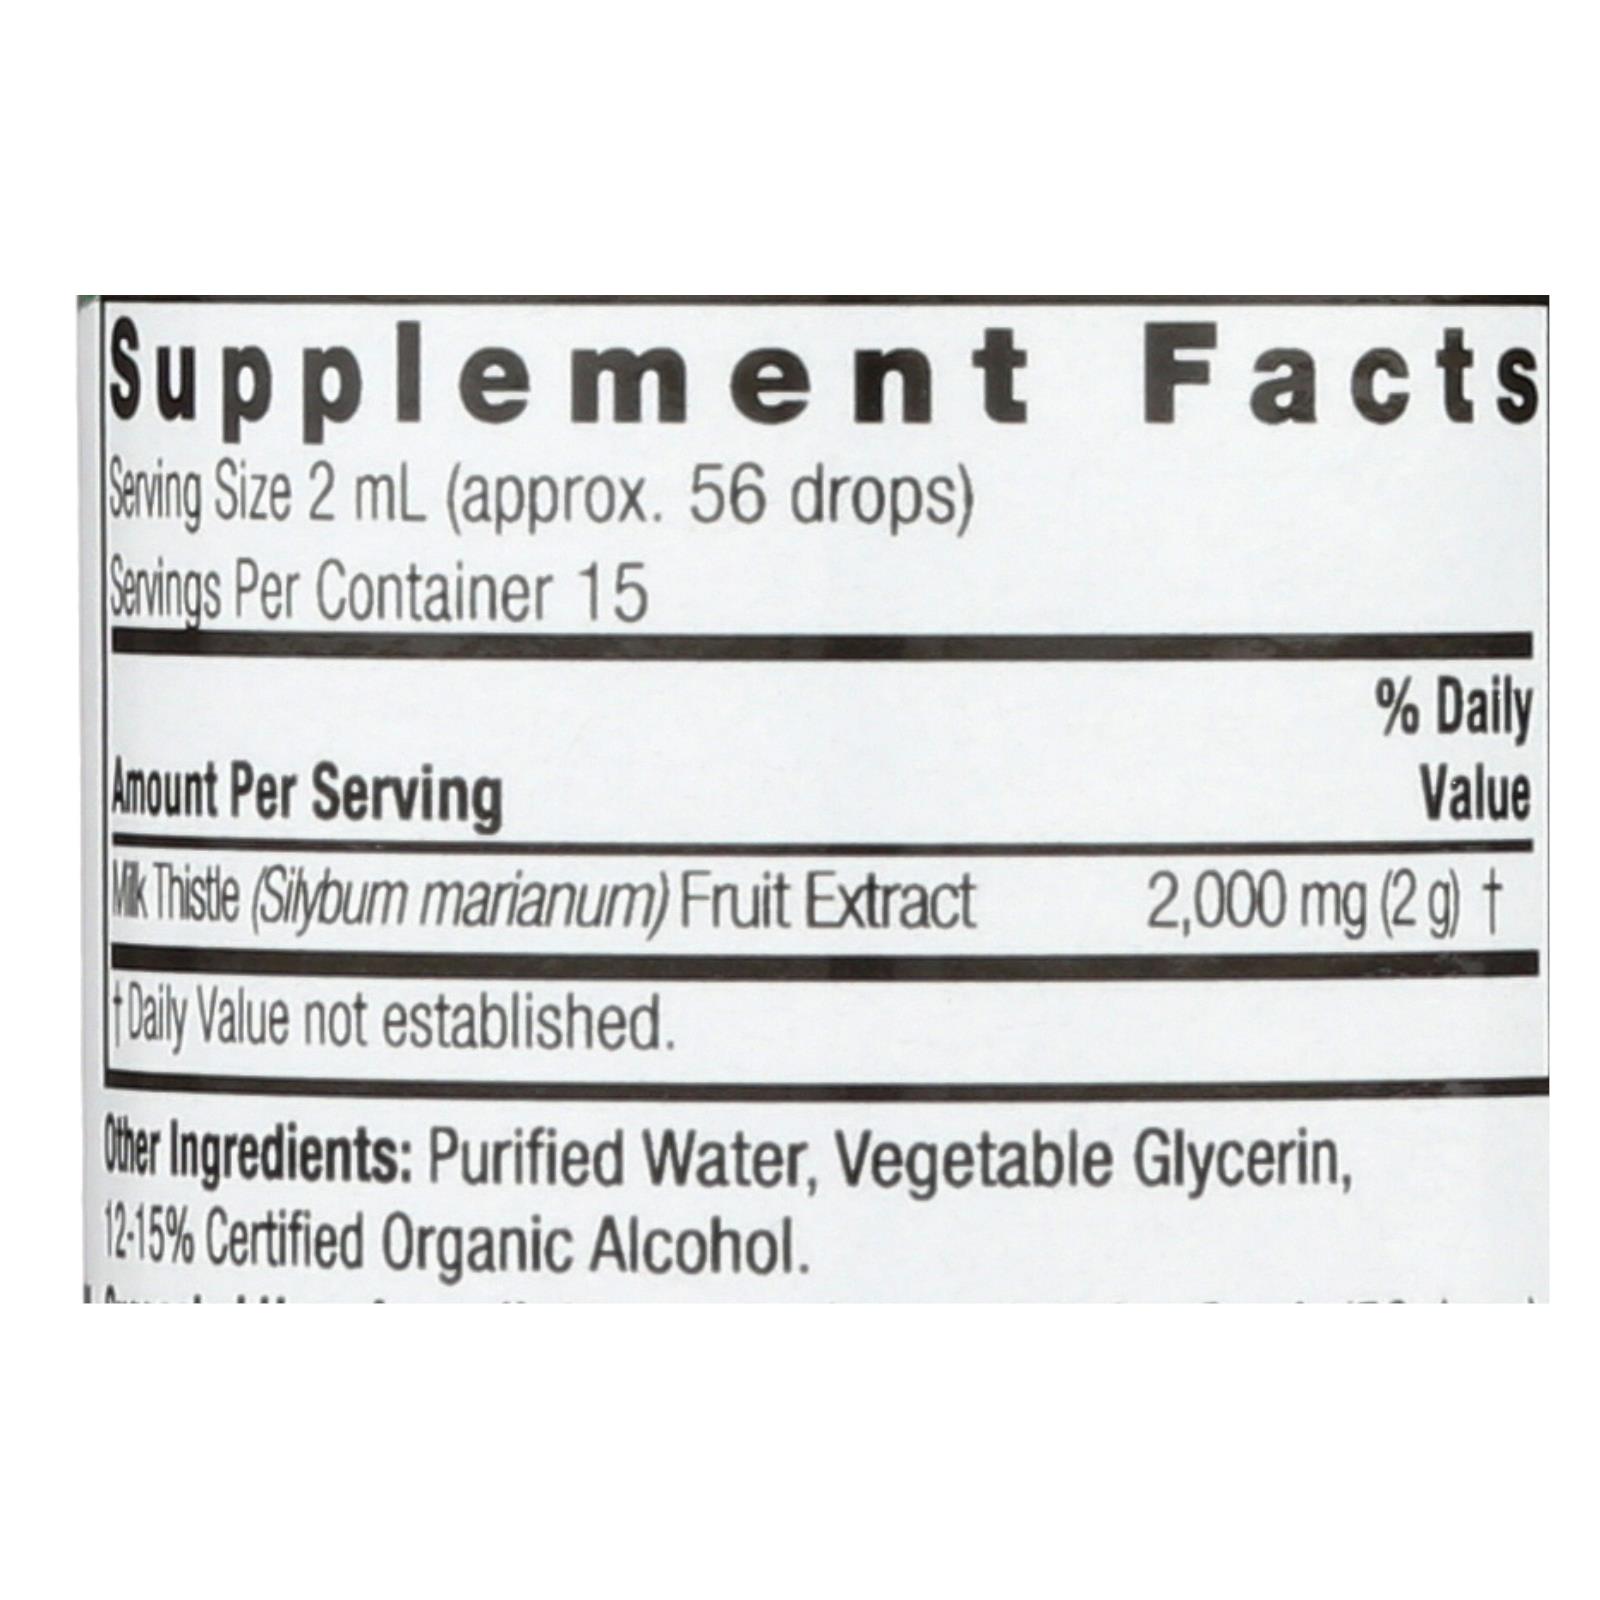 Supplement Facts
Serving Size 2 mL (approx. 56 drops)
Servings Per Container 15
% Daily
Value
Amount Per Serving
Milk Thistle (Silybum marianum) Fruit Extract 2,000 mg (2 g) †
† Daily Value not established.
Other Ingredients: Purified Water, Vegetable Glycerin,
12-15% Certified Organic Alcohol.